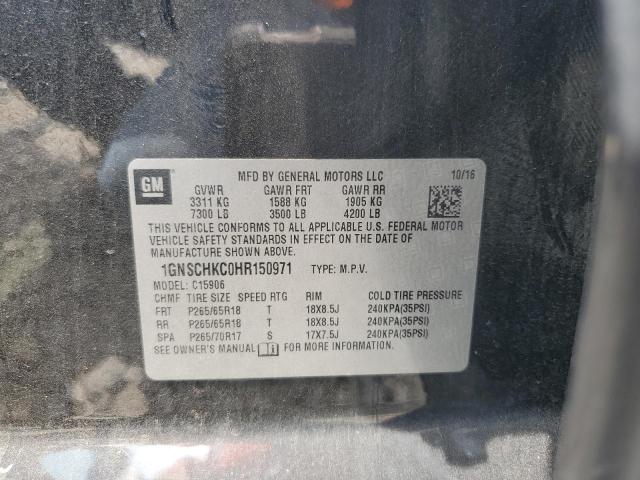 GM
MFD BY GENERAL MOTORS LLC 10/16
GVWR GAWR FRT GAWR RR
3311 KG 1588 KG 1905 KG
7300 LB 3500 LB 4200 LB
THIS VEHICLE CONFORMS TO ALL APPLICABLE U.S. FEDERAL MOTOR
VEHICLE SAFETY STANDARDS IN EFFECT ON THE DATE OF
MANUFACTURE SHOWN ABOVE.
1GNSCHKC0HR150971 TYPE: M.P.V.
MODEL: C15906
CHMF TIRE SIZE SPEED RTG RIM COLD TIRE PRESSURE
FRT P265/65R18 T 18X8.5J 240KPA(35PSI)
RR P265/65R18 T 18X8.5J 240KPA(35PSI)
SPA P265/70R17 S 17X7.5J 240KPA(35PSI)
SEE OWNER'S MANUAL FOR MORE INFORMATION.